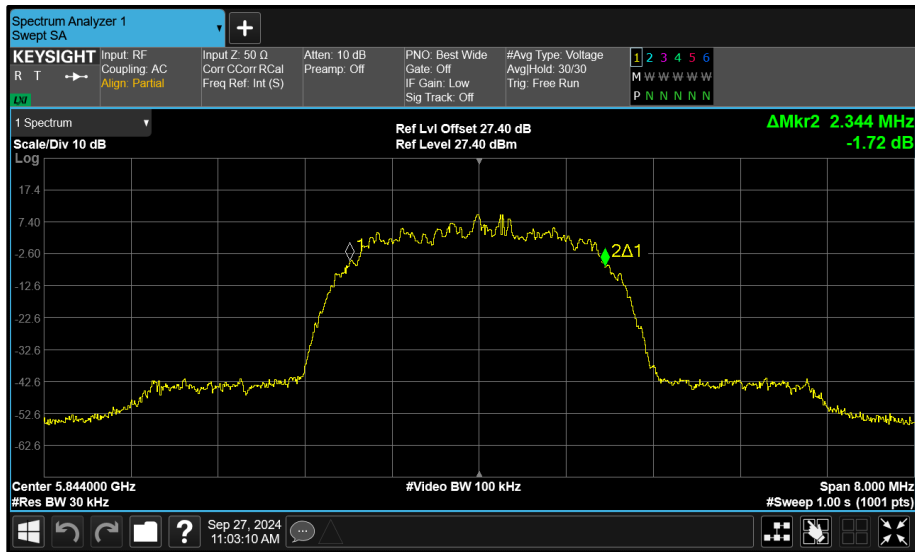 Spectrum Analyzer 1
Swept SA
+
KEYSIGHT
R T
LXI
Input: RF
Coupling: AC
Align: Partial
Input Z: 50 Ω
Corr CCorr RCal
Freq Ref: Int (S)
Atten: 10 dB
Preamp: Off
PNO: Best Wide
Gate: Off
IF Gain: Low
Sig Track: Off
#Avg Type: Voltage
Avg|Hold: 30/30
Trig: Free Run
1 2 3 4 5 6
M W W W W W
P N N N N N
1 Spectrum
Scale/Div 10 dB
Ref Lvl Offset 27.40 dB
Ref Level 27.40 dBm
ΔMkr2 2.344 MHz
-1.72 dB
Log
17.4
7.40
-2.60
-12.6
-22.6
-32.6
-42.6
-52.6
-62.6
1
2Δ1
Center 5.844000 GHz
#Res BW 30 kHz
#Video BW 100 kHz
Span 8.000 MHz
#Sweep 1.00 s (1001 pts)
?
Sep 27, 2024
11:03:10 AM